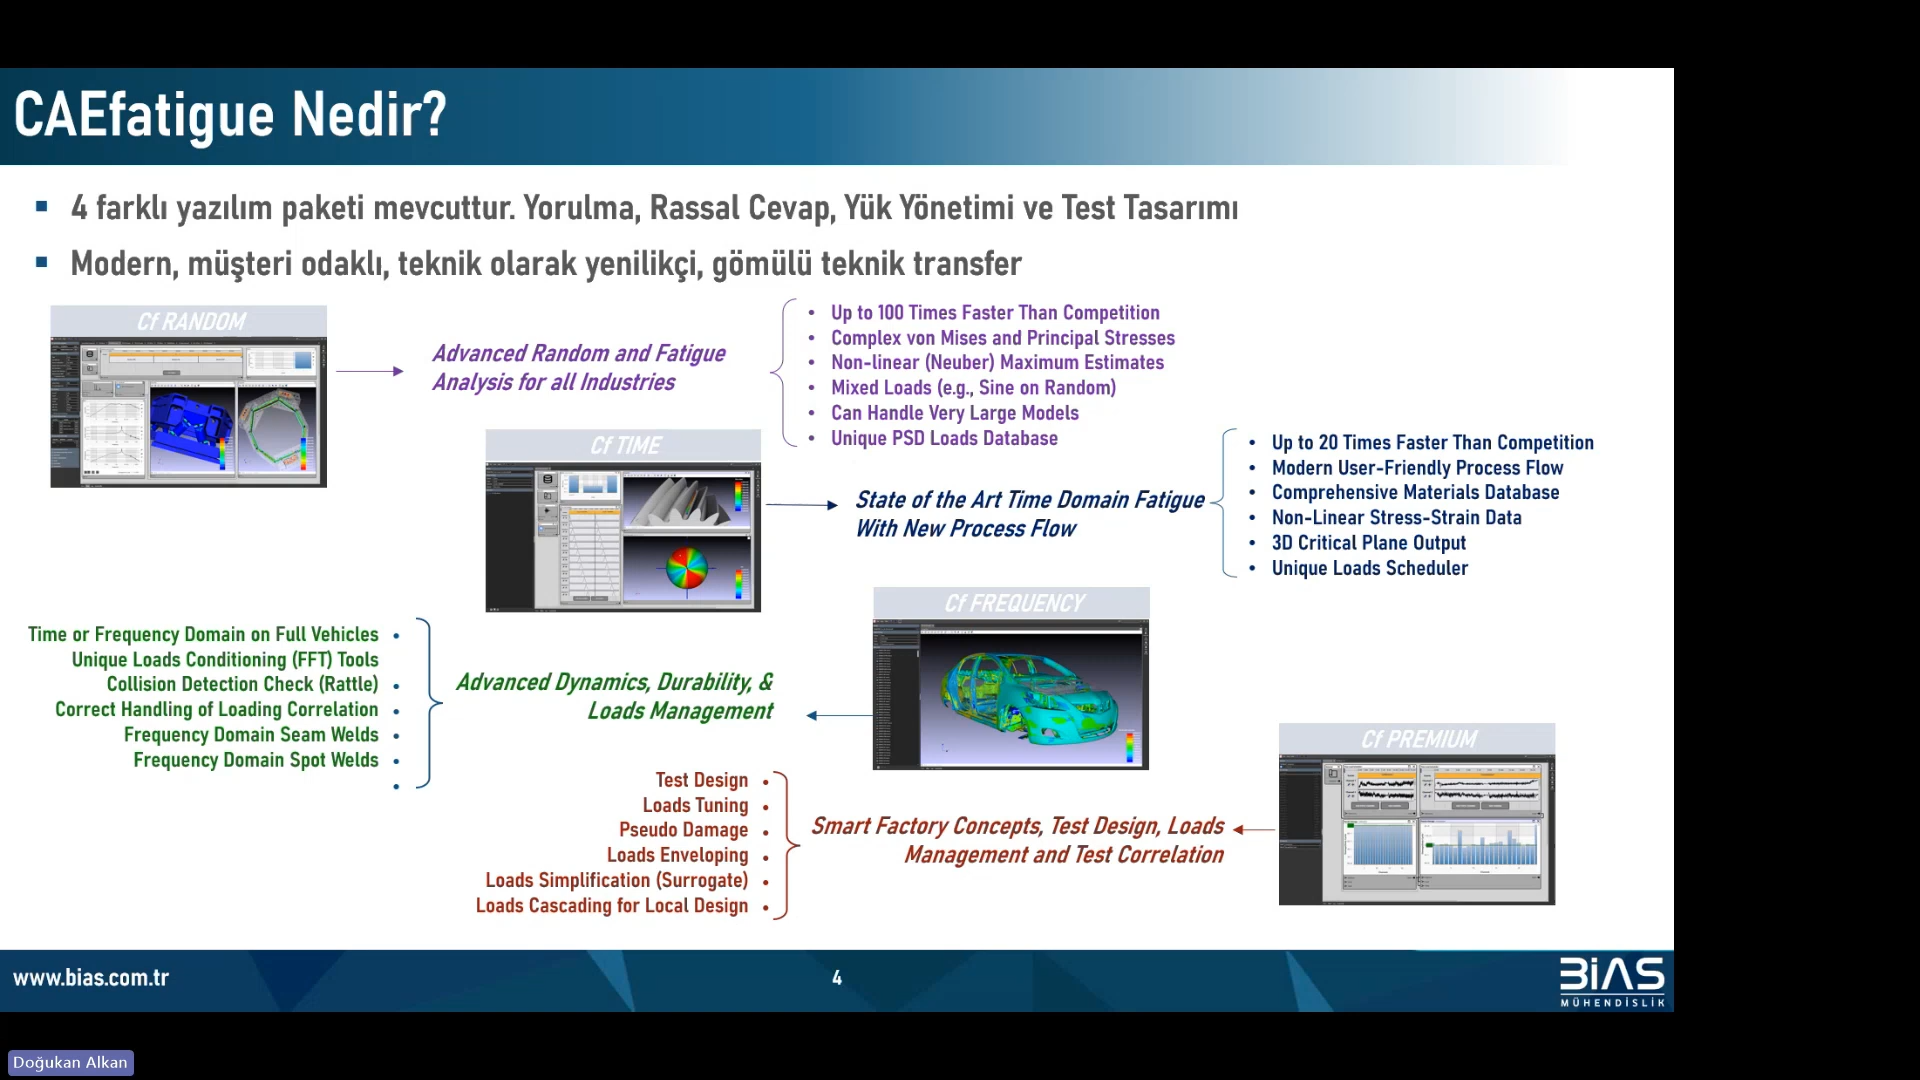 CAEfatigue Nedir?
4 farklı yazılım paketi mevcuttur. Yorulma, Rassal Cevap, Yük Yönetimi ve Test Tasarımı
Modern, müşteri odaklı, teknik olarak yenilikçi, gömülü teknik transfer
Cf RANDOM
Advanced Random and Fatigue
Analysis for all Industries
Up to 100 Times Faster Than Competition
Complex von Mises and Principal Stresses
Non-linear (Neuber) Maximum Estimates
Mixed Loads (e.g., Sine on Random)
Can Handle Very Large Models
Unique PSD Loads Database
Cf TIME
State of the Art Time Domain Fatigue
With New Process Flow
Up to 20 Times Faster Than Competition
Modern User-Friendly Process Flow
Comprehensive Materials Database
Non-Linear Stress-Strain Data
3D Critical Plane Output
Unique Loads Scheduler
Cf FREQUENCY
Advanced Dynamics, Durability, &
Loads Management
Time or Frequency Domain on Full Vehicles
Unique Loads Conditioning (FFT) Tools
Collision Detection Check (Rattle)
Correct Handling of Loading Correlation
Frequency Domain Seam Welds
Frequency Domain Spot Welds
Cf PREMIUM
Smart Factory Concepts, Test Design, Loads
Management and Test Correlation
Test Design
Loads Tuning
Pseudo Damage
Loads Enveloping
Loads Simplification (Surrogate)
Loads Cascading for Local Design
www.bias.com.tr
4
BiAS
MÜHENDİSLİK
Doğukan Alkan